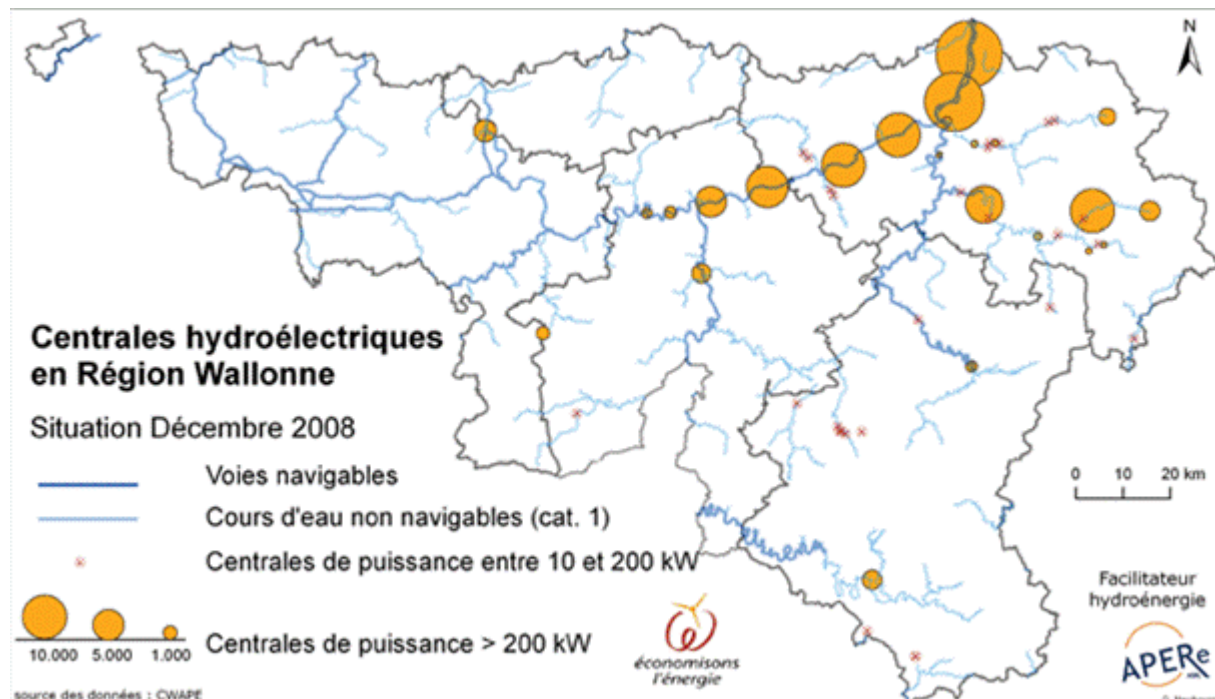 N
Centrales hydroélectriques
en Région Wallonne
Situation Décembre 2008
Voies navigables
Cours d'eau non navigables (cat. 1)
Centrales de puissance entre 10 et 200 kW
10.000 5.000 1.000
Centrales de puissance > 200 kW
source des données : CWAPE
économisons
l'énergie
0 10 20 km
Facilitateur
hydroénergie
APERe